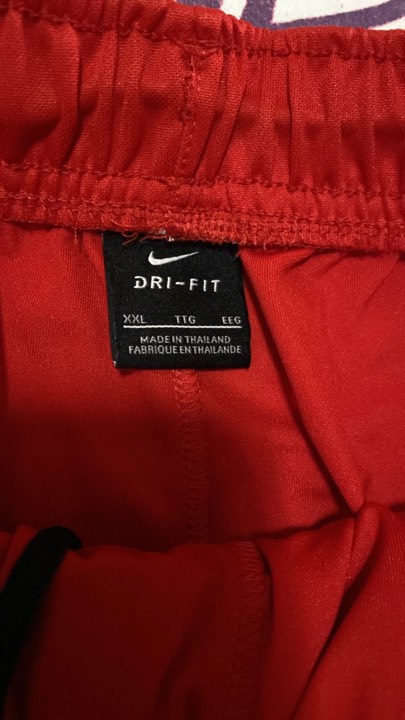 DRI-FIT
XXL TTG EEG
MADE IN THAILAND
FABRIQUE EN THAILANDE